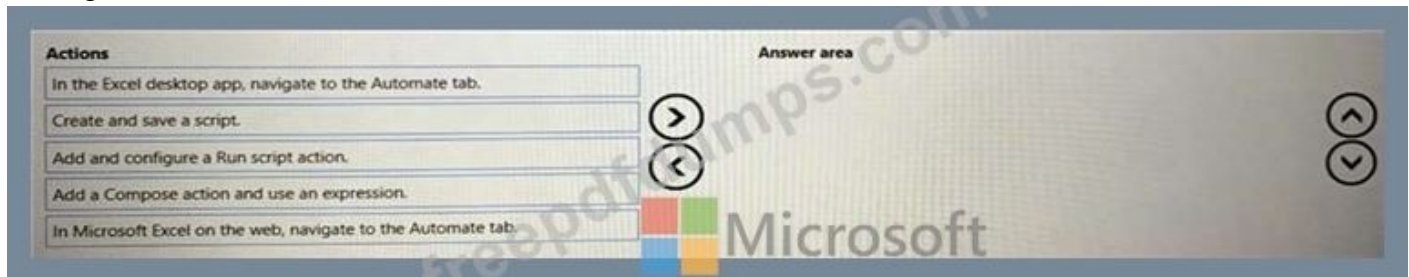 Actions
Answer area
In the Excel desktop app, navigate to the Automate tab.
Create and save a script.
Add and configure a Run script action.
Add a Compose action and use an expression.
In Microsoft Excel on the web, navigate to the Automate tab.
freepdfdumps.com
Microsoft